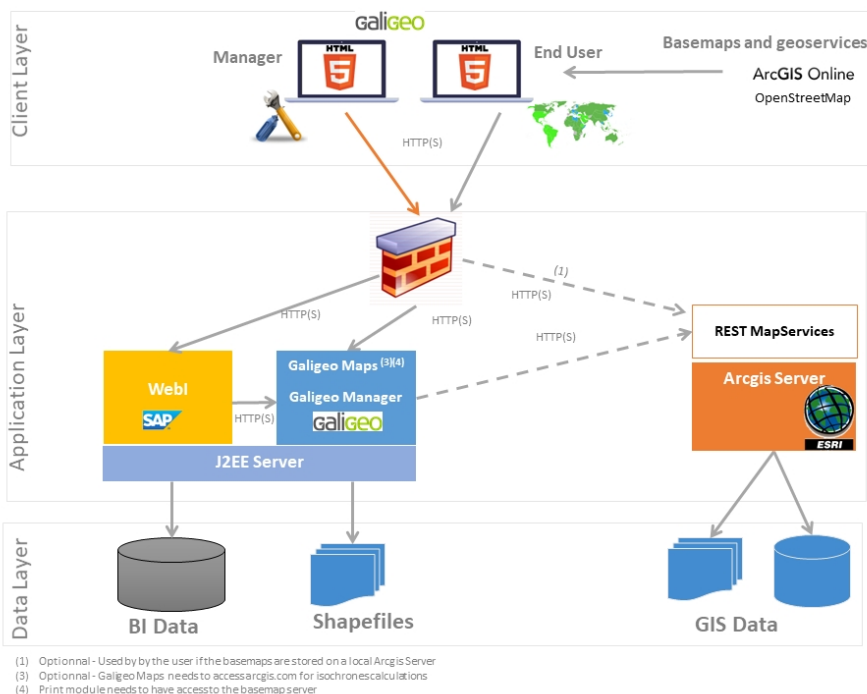 GALIGEO
Client Layer
Manager
HTML
5
HTML
5
End User
Basemaps and geoservices
ArcGIS Online
OpenStreetMap
HTTP(S)
Application Layer
(1)
HTTP(S)
HTTP(S)
HTTP(S)
HTTP(S)
REST MapServices
WebI
SAP
HTTP(S)
Galigeo Maps (3)(4)
Galigeo Manager
GALIGEO
Arcgis Server
ESRI
J2EE Server
Data Layer
BI Data
Shapefiles
GIS Data
(1) Optionnal - Used by by the user if the basemaps are stored on a local Arcgis Server
(3) Optionnal - Galigeo Maps needs to access arcgis.com for isochrones calculations
(4) Print module needs to have access to the basemap server